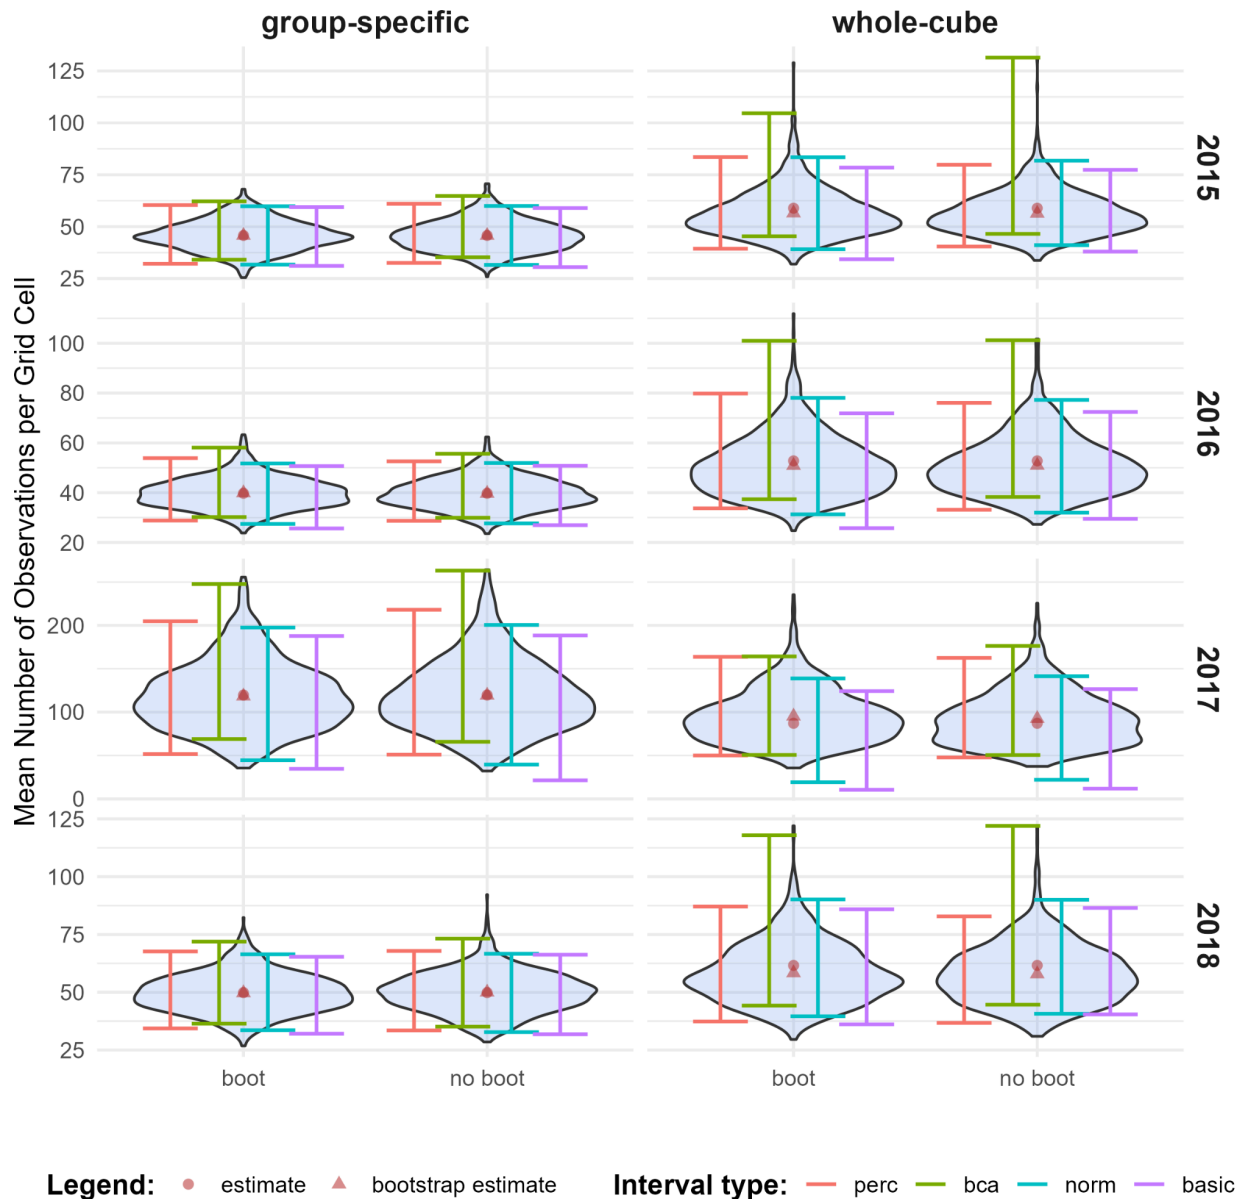 group-specific
whole-cube
Mean Number of Observations per Grid Cell
125
100
75
50
25
2015
100
80
60
40
20
2016
200
100
0
2017
125
100
75
50
25
2018
boot
no boot
boot
no boot
Legend: estimate bootstrap estimate Interval type: perc bca norm basic